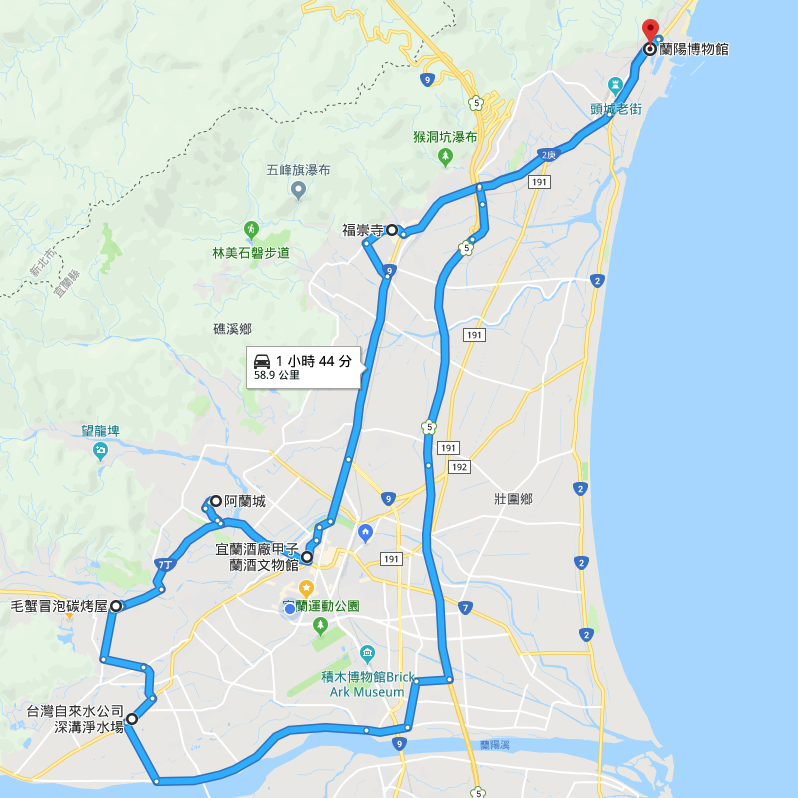 蘭陽博物館
9
5
頭城老街
猴洞坑瀑布
2庚
191
五峰旗瀑布
福崇寺
5
林美石磐步道
新北市
宜蘭縣
9
2
礁溪鄉
191
1 小時 44 分
58.9 公里
5
望龍埤
191
192
2
壯圍鄉
9
阿蘭城
宜蘭酒廠甲子
蘭酒文物館
191
7丁
2
毛蟹冒泡碳烤屋
宜蘭運動公園
7
2
積木博物館Brick
Ark Museum
台灣自來水公司
深溝淨水場
9
蘭陽溪
5